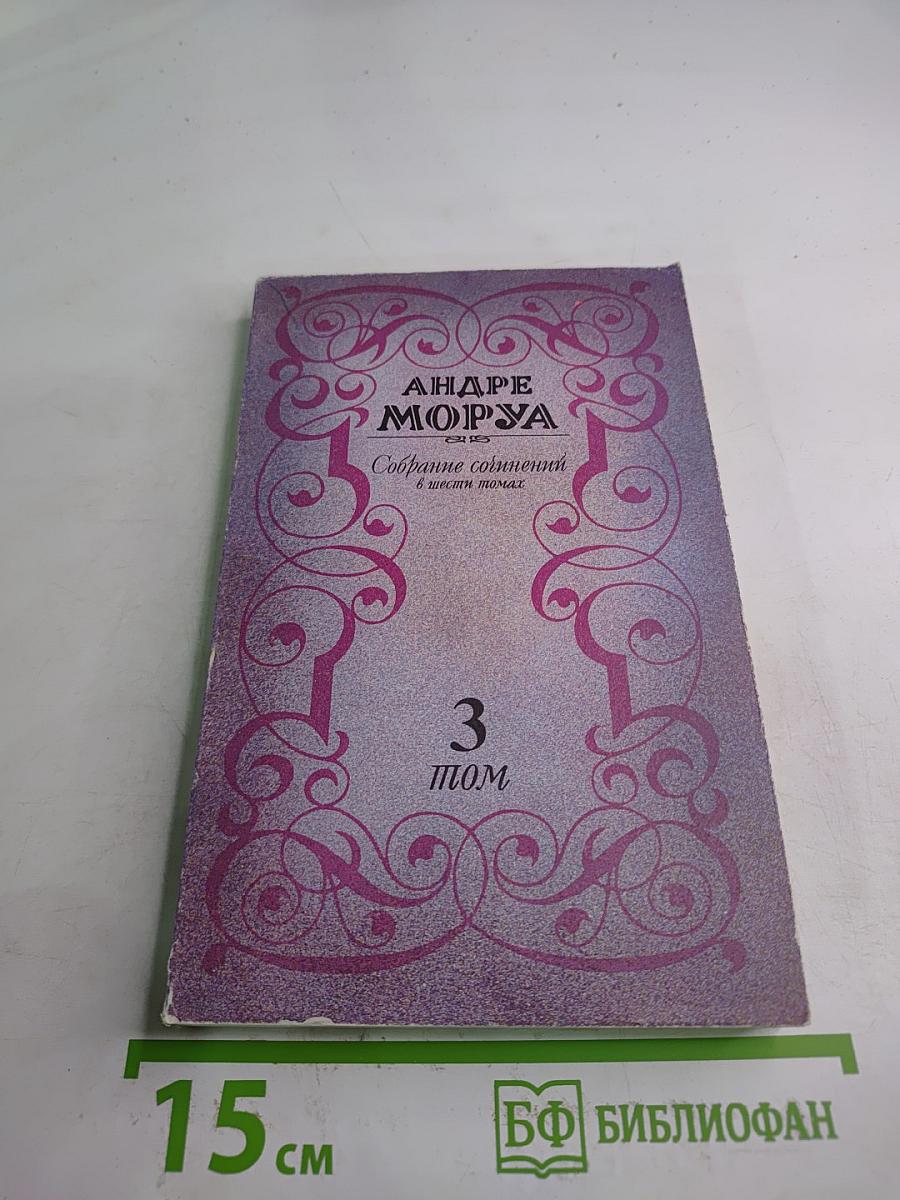 АНДРЕ
МОРУА
Собрание сочинений
в шести томах
3
том
15 см
БФ БИБЛИОФАН